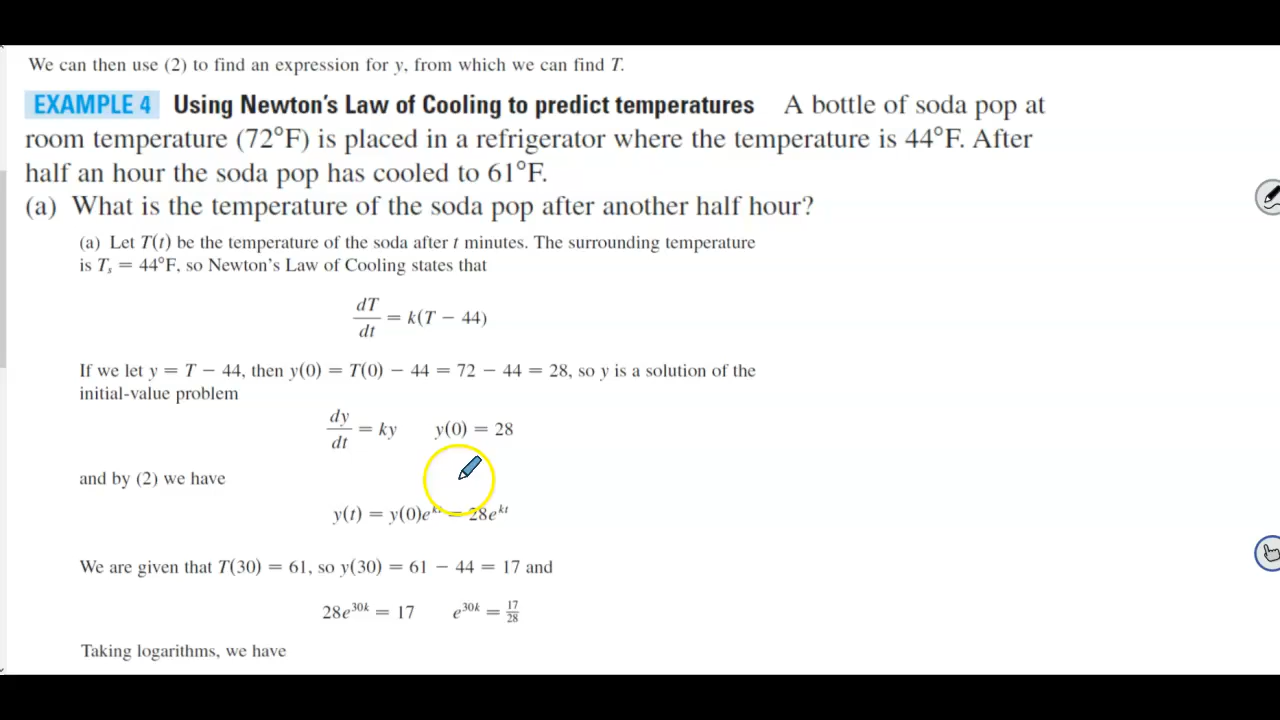 We can then use (2) to find an expression for y, from which we can find T.
EXAMPLE 4 Using Newton's Law of Cooling to predict temperatures A bottle of soda pop at
room temperature (72°F) is placed in a refrigerator where the temperature is 44°F. After
half an hour the soda pop has cooled to 61°F.
(a) What is the temperature of the soda pop after another half hour?
(a) Let T(t) be the temperature of the soda after t minutes. The surrounding temperature
is Tₛ = 44°F, so Newton's Law of Cooling states that
dT/dt = k(T − 44)
If we let y = T − 44, then y(0) = T(0) − 44 = 72 − 44 = 28, so y is a solution of the
initial-value problem
dy/dt = ky y(0) = 28
and by (2) we have
y(t) = y(0)e^kt = 28e^kt
We are given that T(30) = 61, so y(30) = 61 − 44 = 17 and
28e^30k = 17 e^30k = 17/28
Taking logarithms, we have